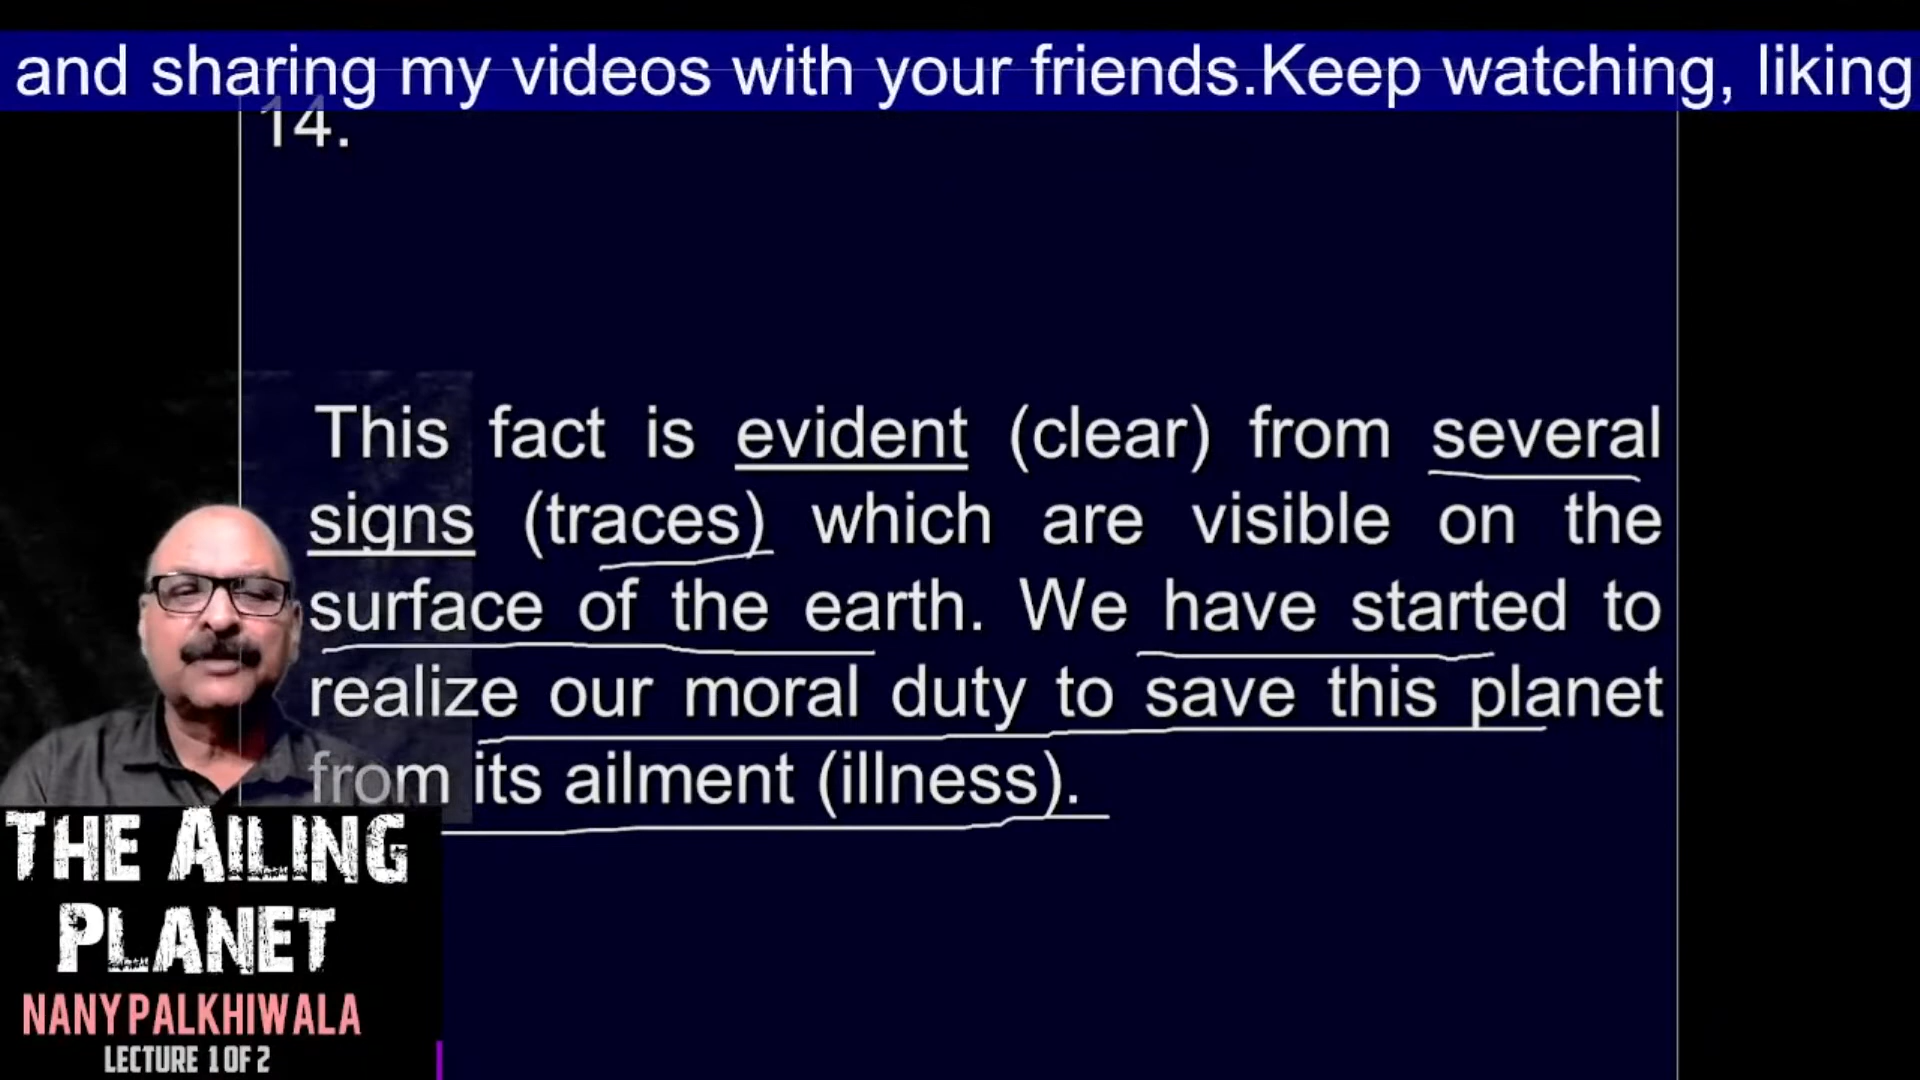 and sharing my videos with your friends.Keep watching, liking
14.
This fact is evident (clear) from several
signs (traces) which are visible on the
surface of the earth. We have started to
realize our moral duty to save this planet
from its ailment (illness).
THE AILING
PLANET
NANY PALKHIWALA
LECTURE 1 OF 2